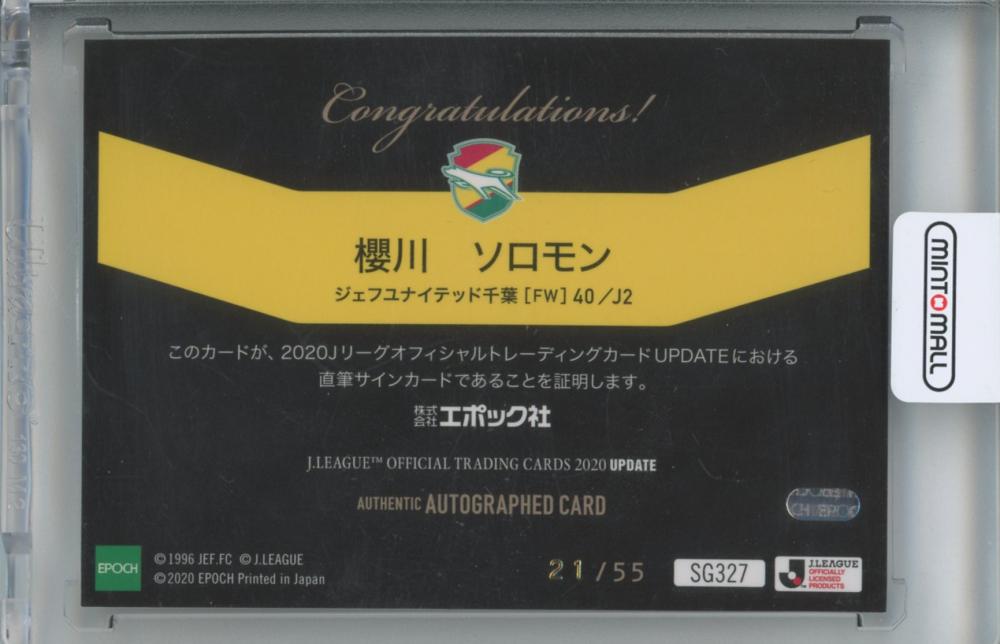 Congratulations!
櫻川 ソロモン
ジェフユナイテッド千葉 [FW] 40/J2
このカードが、2020Jリーグオフィシャルトレーディングカード UPDATEにおける
直筆サインカードであることを証明します。
株式会社エポック社
J.LEAGUE™ OFFICIAL TRADING CARDS 2020 UPDATE
AUTHENTIC AUTOGRAPHED CARD
EPOCH
©1996 JEF.FC ©J.LEAGUE
©2020 EPOCH Printed in Japan
21/55
SG327
J.LEAGUE
OFFICIALLY
LICENSED
PRODUCTS
MINTMALL